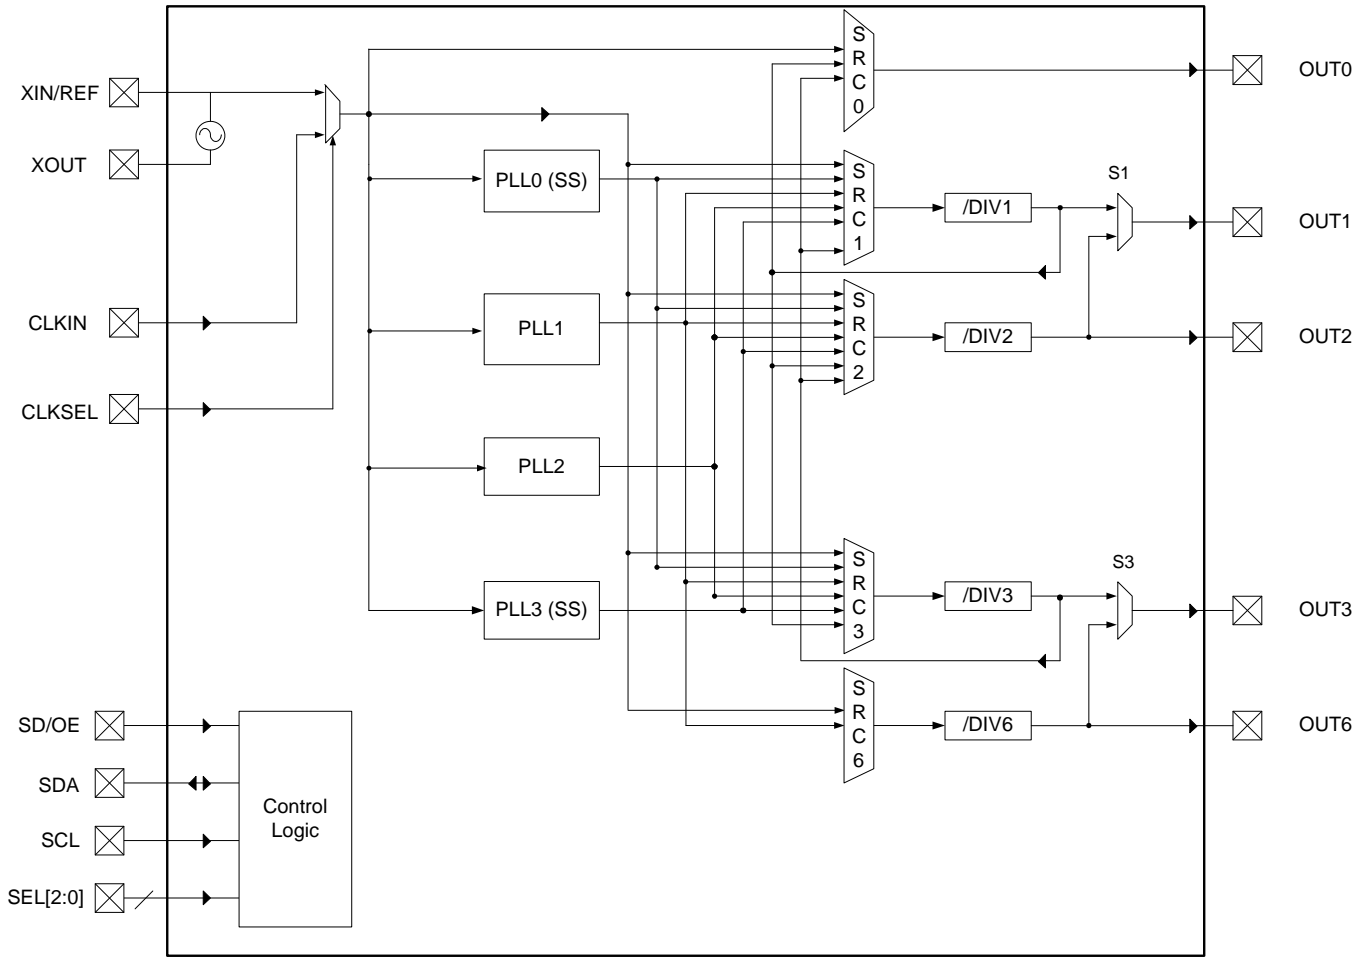 XIN/REF
XOUT
CLKIN
CLKSEL
SD/OE
SDA
SCL
SEL[2:0]
Control
Logic
PLL0 (SS)
PLL1
PLL2
PLL3 (SS)
S
R
C
0
S
R
C
1
S
R
C
2
S
R
C
3
S
R
C
6
/DIV1
/DIV2
/DIV3
/DIV6
S1
S3
OUT0
OUT1
OUT2
OUT3
OUT6